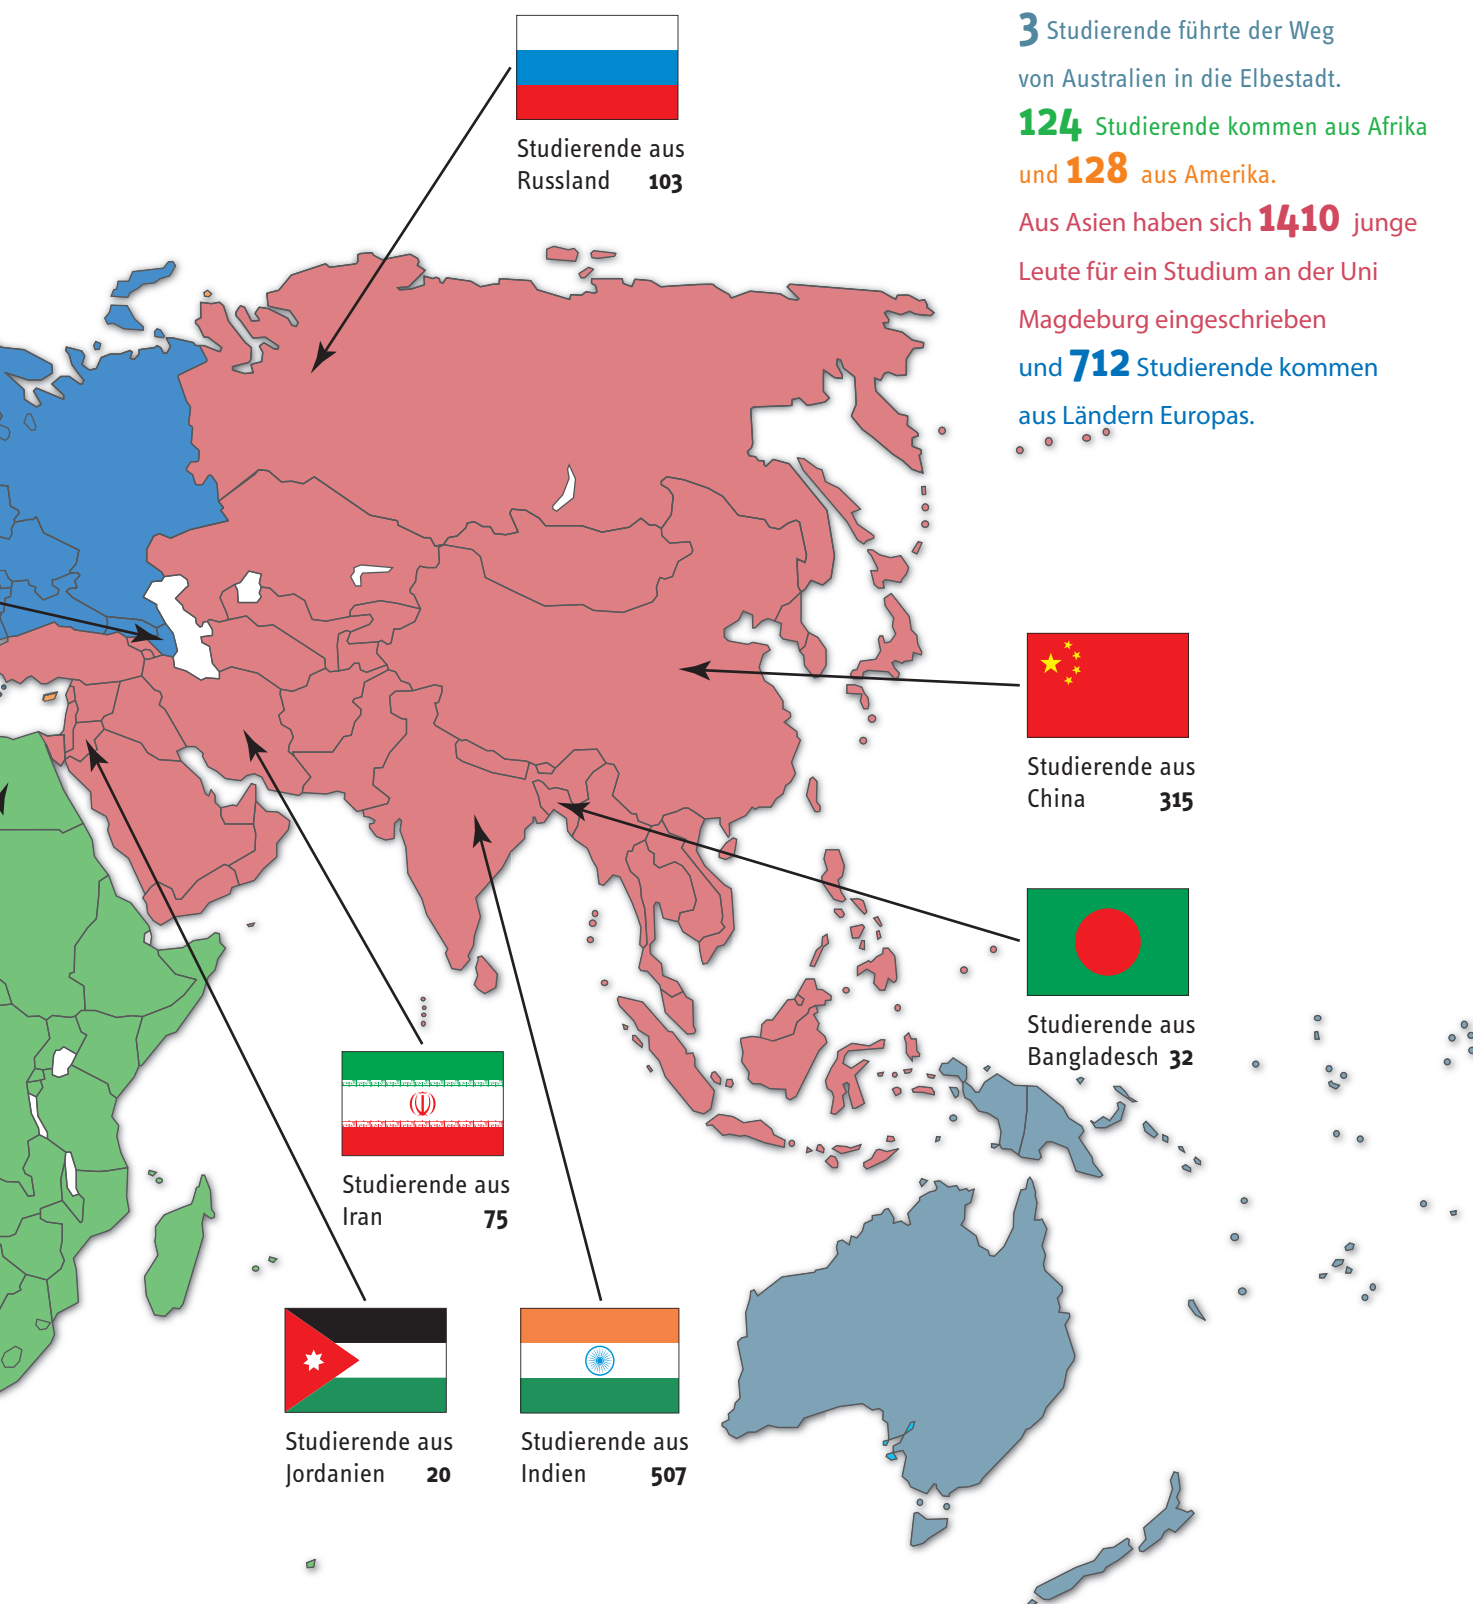 3 Studierende führte der Weg
von Australien in die Elbestadt.
124 Studierende kommen aus Afrika
und 128 aus Amerika.
Aus Asien haben sich 1410 junge
Leute für ein Studium an der Uni
Magdeburg eingeschrieben
und 712 Studierende kommen
aus Ländern Europas.
Studierende aus
Russland 103
Studierende aus
China 315
Studierende aus
Bangladesch 32
Studierende aus
Iran 75
Studierende aus
Jordanien 20
Studierende aus
Indien 507